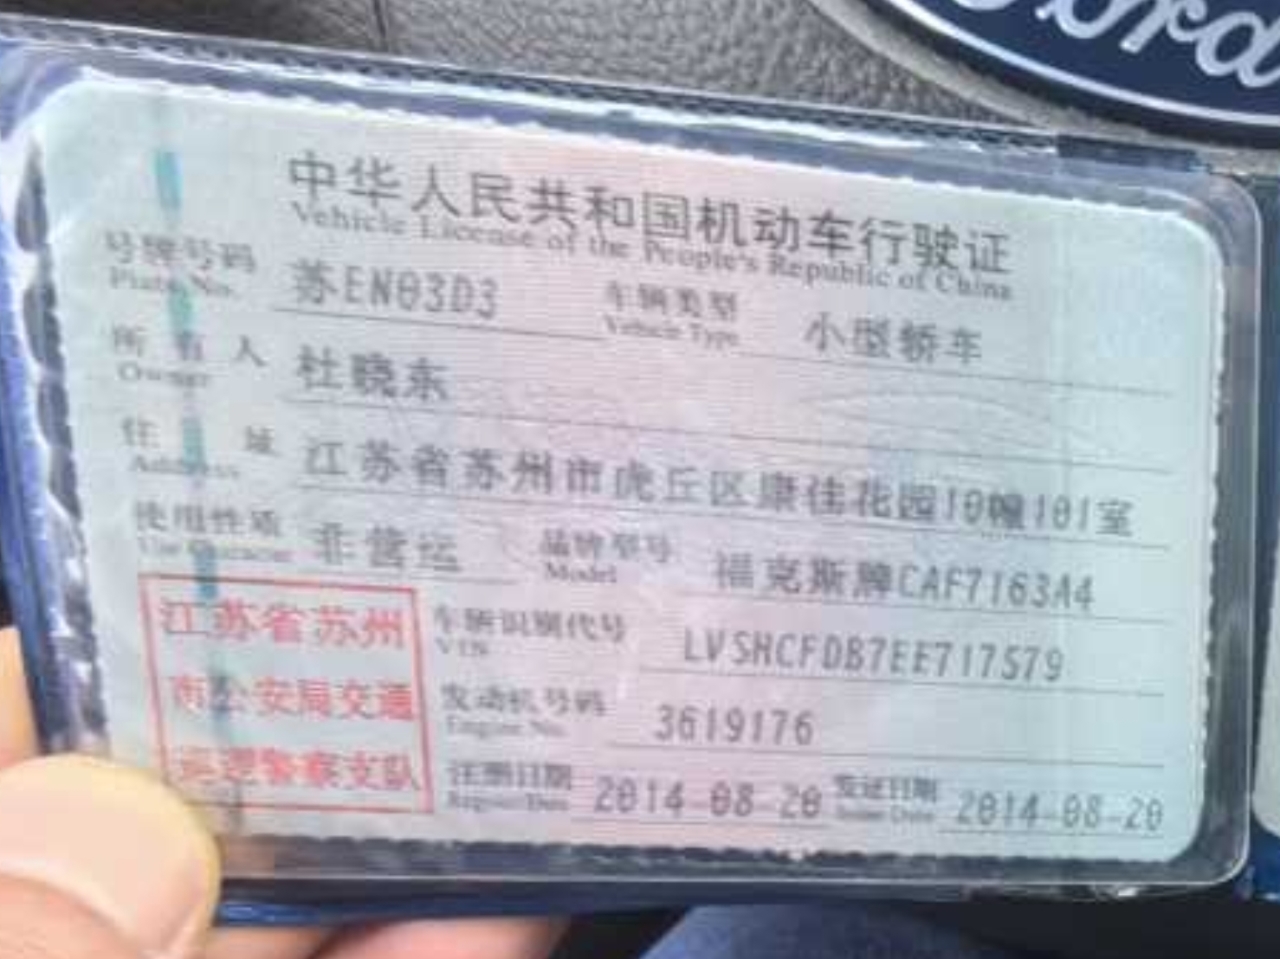 Ford
中华人民共和国机动车行驶证
Vehicle License of the People's Republic of China
号牌号码 苏EN03D3 车辆类型 小型轿车
Plate No. Vehicle Type
所有人 杜晓东
Owner
住址 江苏省苏州市虎丘区康佳花园10幢101室
Address
使用性质 非营运 品牌型号 福克斯牌CAF7163A4
Use Character Model
江苏省苏州
市公安局交通
巡逻警察支队
车辆识别代号 LVSHCFDB7EE717579
VIN
发动机号码 3619176
Engine No.
注册日期 2014-08-20 发证日期 2014-08-20
Register Date Issue Date